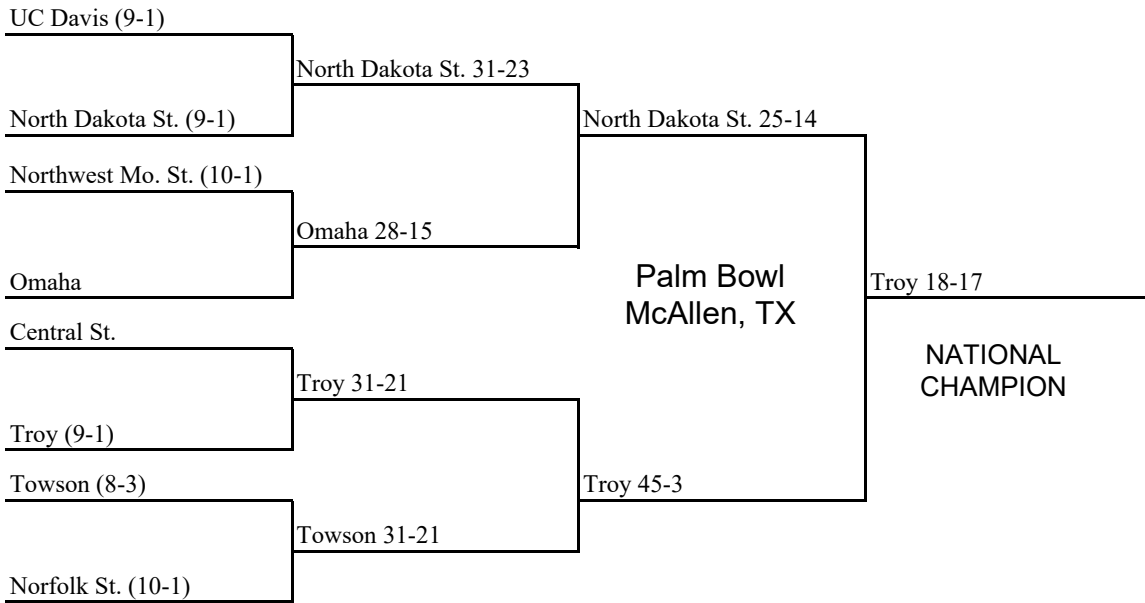 UC Davis (9-1)
North Dakota St. 31-23
North Dakota St. (9-1)
North Dakota St. 25-14
Northwest Mo. St. (10-1)
Omaha 28-15
Omaha
Palm Bowl
McAllen, TX
Troy 18-17
Central St.
NATIONAL
CHAMPION
Troy 31-21
Troy (9-1)
Towson (8-3)
Troy 45-3
Towson 31-21
Norfolk St. (10-1)